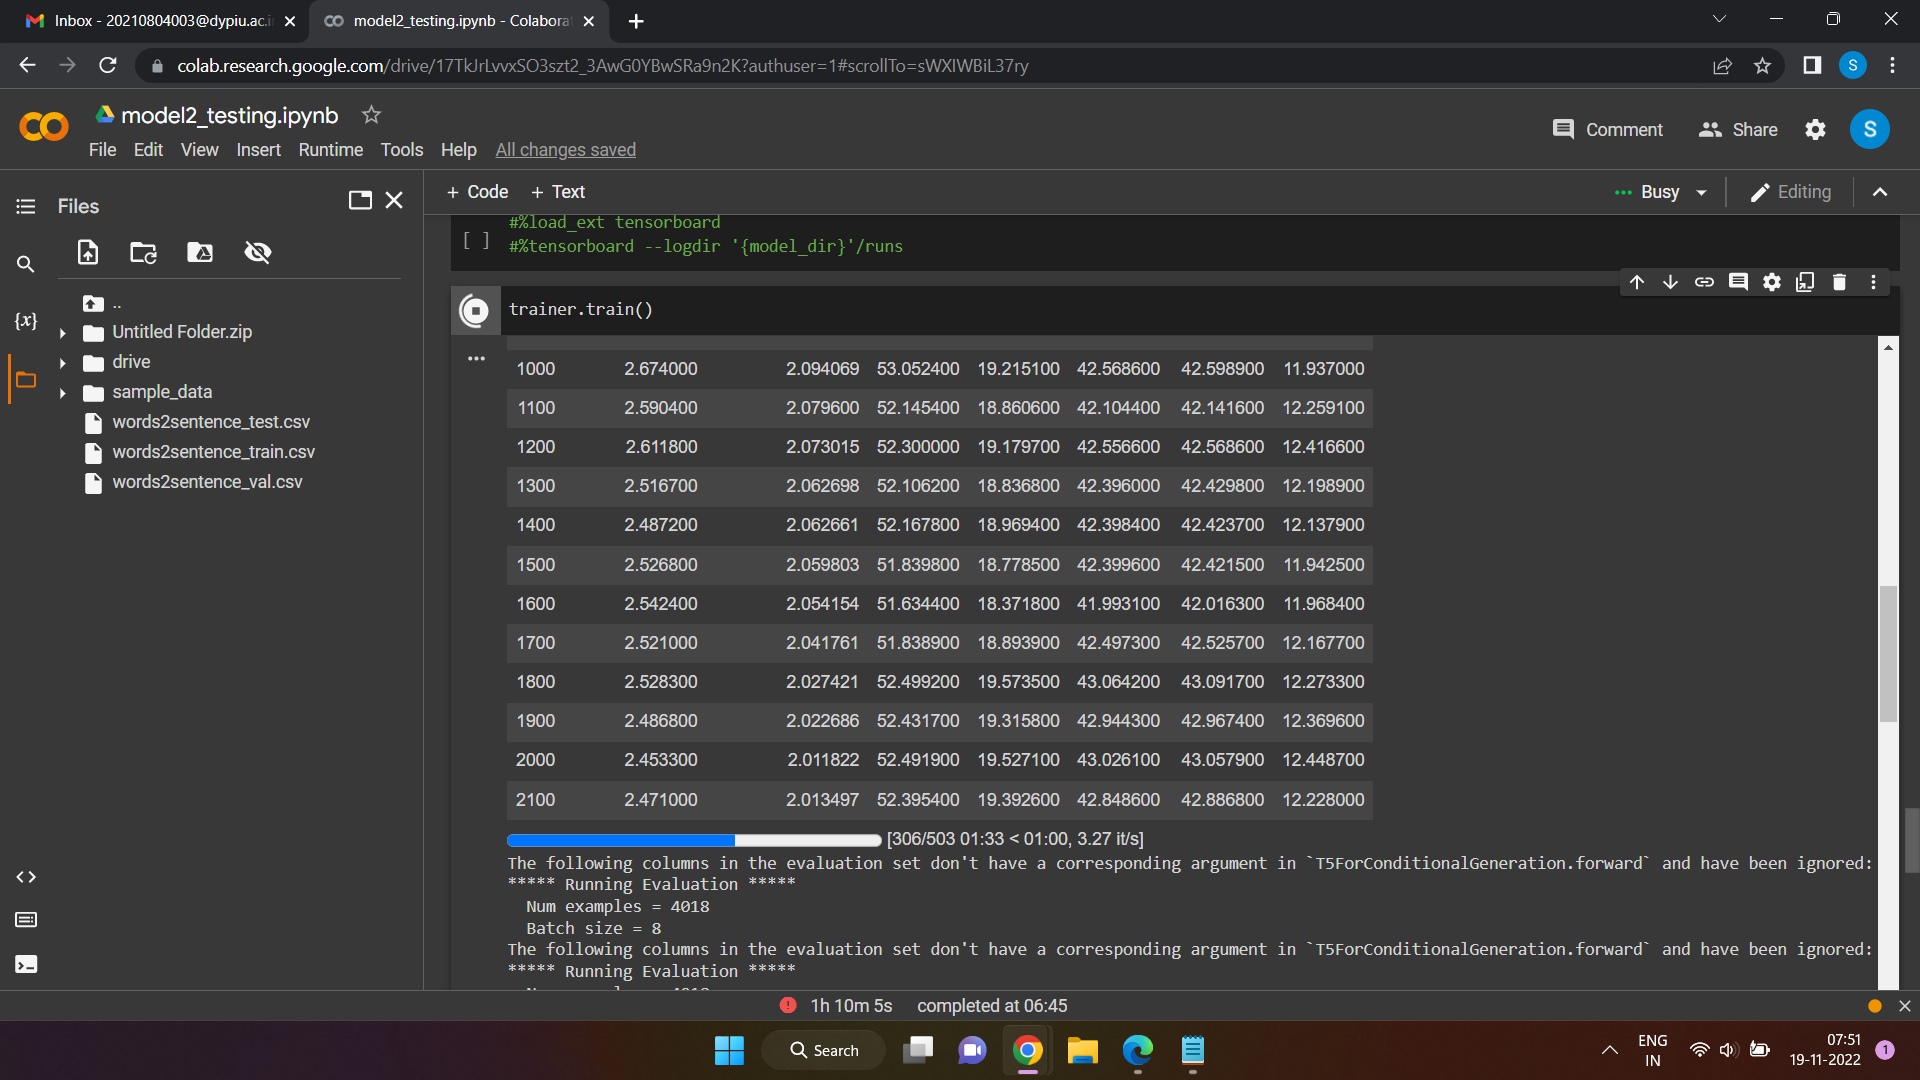 Inbox - 20210804003@dypiu.ac.i
model2_testing.ipynb - Colabora
colab.research.google.com/drive/17TkJrLvvxSO3szt2_3AwG0YBwSRa9n2K?authuser=1#scrollTo=sWXIWBiL37ry
S
model2_testing.ipynb
Comment
Share
S
File Edit View Insert Runtime Tools Help All changes saved
Files
+ Code + Text
Busy
Editing
{x}
..
Untitled Folder.zip
drive
sample_data
words2sentence_test.csv
words2sentence_train.csv
words2sentence_val.csv
#%load_ext tensorboard
[ ] #%tensorboard --logdir '{model_dir}'/runs
trainer.train()
1000 2.674000 2.094069 53.052400 19.215100 42.568600 42.598900 11.937000
1100 2.590400 2.079600 52.145400 18.860600 42.104400 42.141600 12.259100
1200 2.611800 2.073015 52.300000 19.179700 42.556600 42.568600 12.416600
1300 2.516700 2.062698 52.106200 18.836800 42.396000 42.429800 12.198900
1400 2.487200 2.062661 52.167800 18.969400 42.398400 42.423700 12.137900
1500 2.526800 2.059803 51.839800 18.778500 42.399600 42.421500 11.942500
1600 2.542400 2.054154 51.634400 18.371800 41.993100 42.016300 11.968400
1700 2.521000 2.041761 51.838900 18.893900 42.497300 42.525700 12.167700
1800 2.528300 2.027421 52.499200 19.573500 43.064200 43.091700 12.273300
1900 2.486800 2.022686 52.431700 19.315800 42.944300 42.967400 12.369600
2000 2.453300 2.011822 52.491900 19.527100 43.026100 43.057900 12.448700
2100 2.471000 2.013497 52.395400 19.392600 42.848600 42.886800 12.228000
[306/503 01:33 < 01:00, 3.27 it/s]
The following columns in the evaluation set don't have a corresponding argument in `T5ForConditionalGeneration.forward` and have been ignored:
***** Running Evaluation *****
Num examples = 4018
Batch size = 8
The following columns in the evaluation set don't have a corresponding argument in `T5ForConditionalGeneration.forward` and have been ignored:
***** Running Evaluation *****
1h 10m 5s completed at 06:45
Search
ENG
IN
07:51
19-11-2022
1